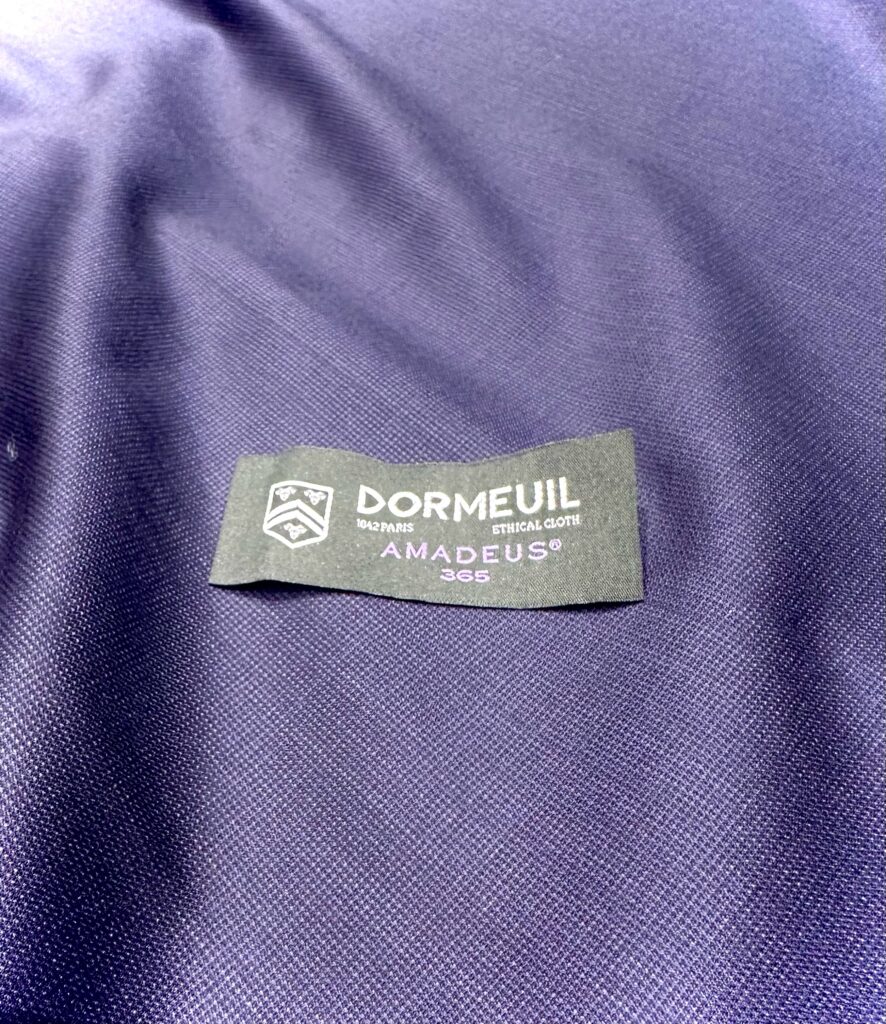 DORMEUIL
1842 PARIS ETHICAL CLOTH
AMADEUS®
365